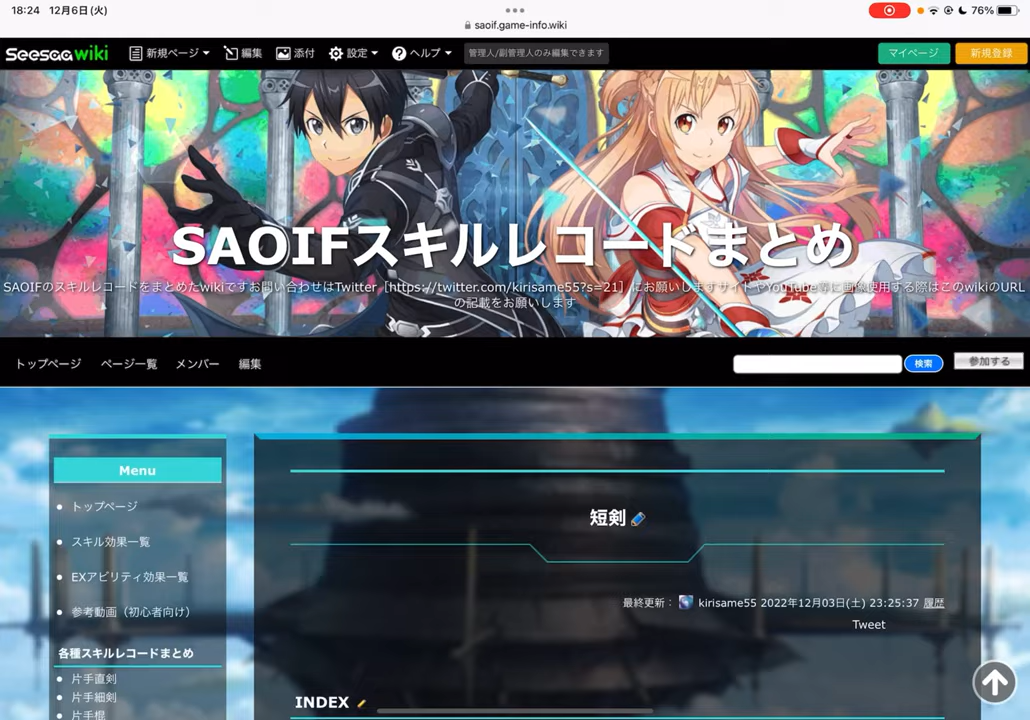 18:24 12月6日(火)
76%
saoif.game-info.wiki
Seesaawiki 新規ページ 編集 添付 設定 ヘルプ 管理人/副管理人のみ編集できます マイページ 新規登録
SAOIFスキルレコードまとめ
SAOIFのスキルレコードをまとめたwikiですお問い合わせはTwitter［https://twitter.com/kirisame55?s=21］にお願いしますサイトやYouTube等に画像使用する際はこのwikiのURL
の記載をお願いします
トップページ ページ一覧 メンバー 編集 検索 参加する
Menu
トップページ
スキル効果一覧
EXアビリティ効果一覧
参考動画（初心者向け）
各種スキルレコードまとめ
片手直剣
片手細剣
片手棍
短剣
最終更新： kirisame55 2022年12月03日(土) 23:25:37 履歴
Tweet
INDEX